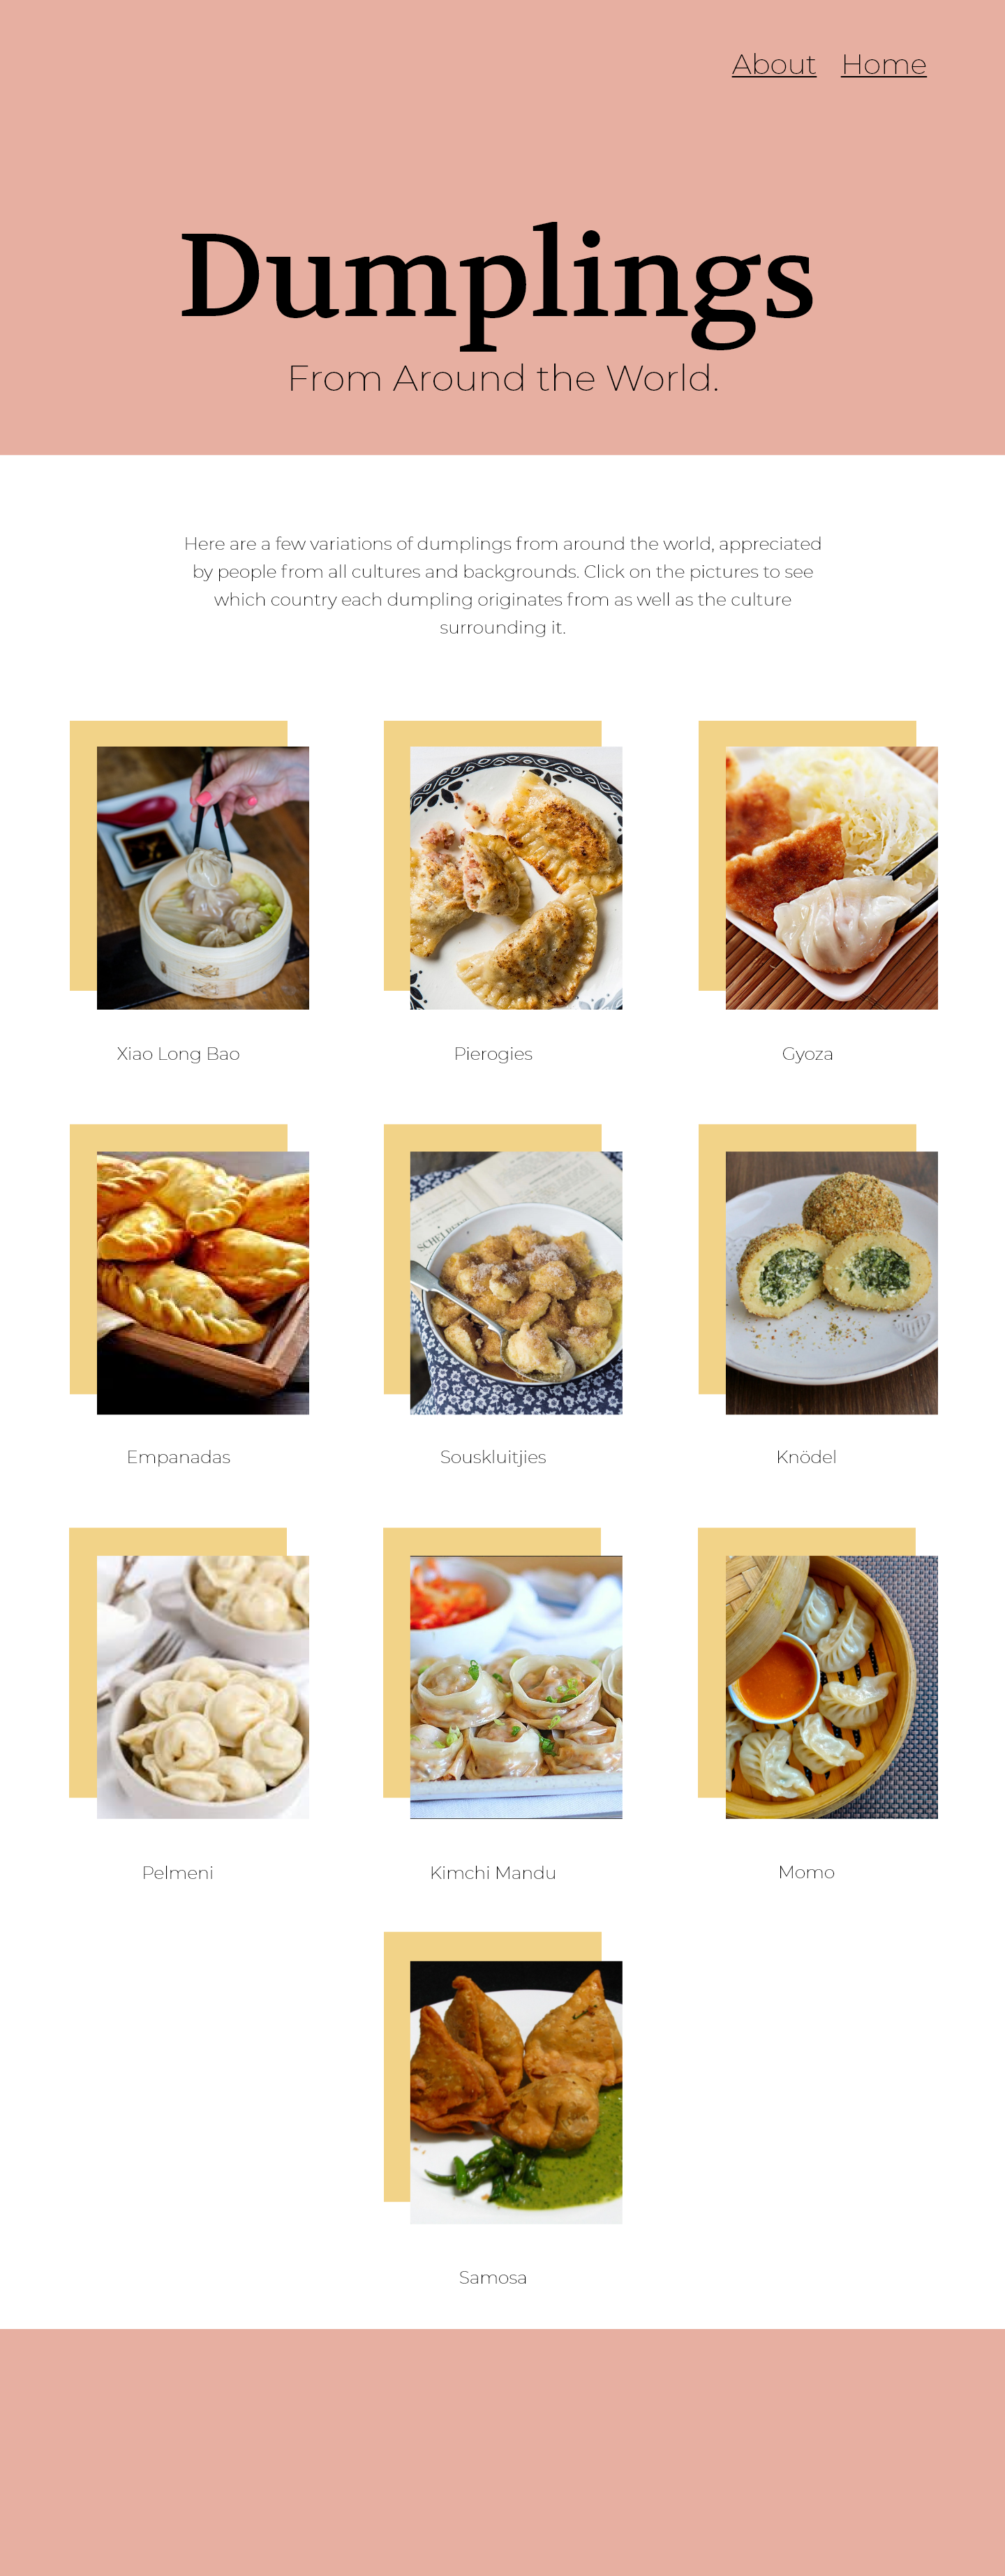 About Home
Dumplings
From Around the World.
Here are a few variations of dumplings from around the world, appreciated
by people from all cultures and backgrounds. Click on the pictures to see
which country each dumpling originates from as well as the culture
surrounding it.
Xiao Long Bao
Pierogies
Gyoza
Empanadas
Souskluitjies
Knödel
Pelmeni
Kimchi Mandu
Momo
Samosa